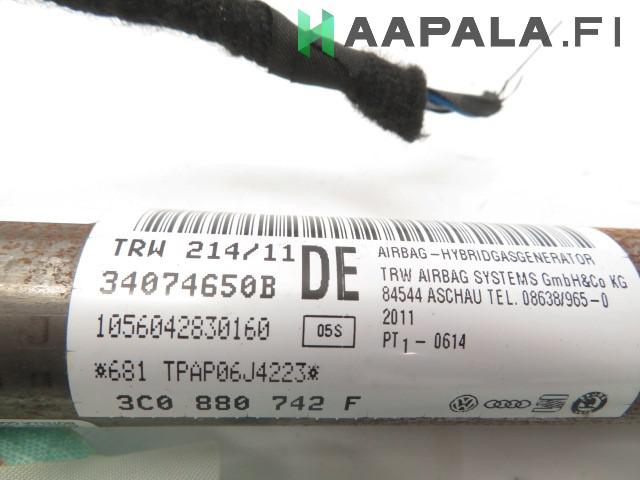 HAAPALA.FI
TRW 214/11
34074650B
1056042830160
*681 TPAP06J4223*
3C0 880 742 F
DE
05S
AIRBAG-HYBRIDGASGENERATOR
TRW AIRBAG SYSTEMS GmbH&Co KG
84544 ASCHAU TEL. 08638/965-0
2011
PT1-0614